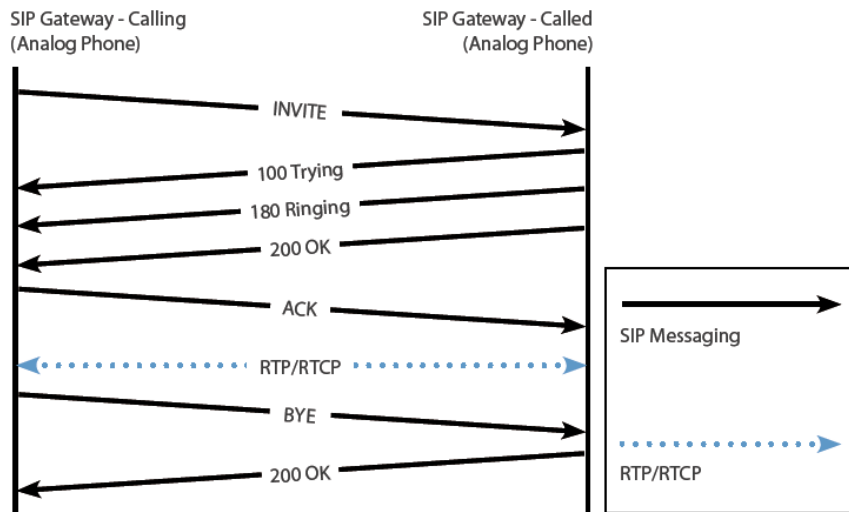 SIP Gateway - Calling
(Analog Phone)
SIP Gateway - Called
(Analog Phone)
INVITE
100 Trying
180 Ringing
200 OK
ACK
RTP/RTCP
BYE
200 OK
SIP Messaging
RTP/RTCP